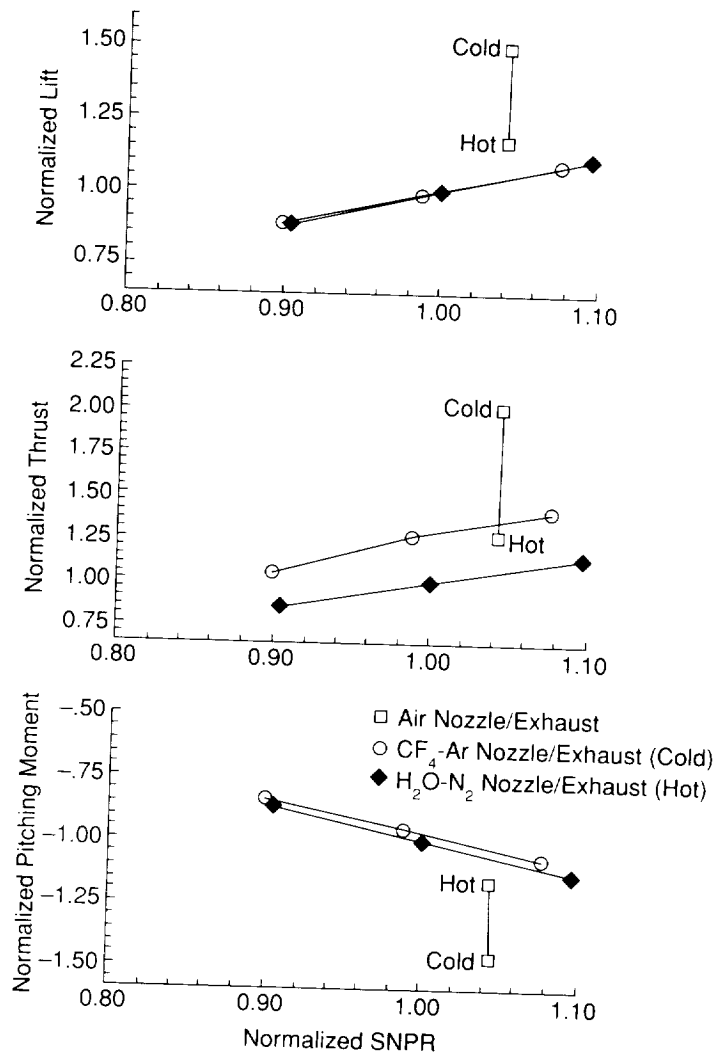 Normalized Lift
1.50
1.25
1.00
0.75
Cold
Hot
0.80
0.90
1.00
1.10
Normalized Thrust
2.25
2.00
1.75
1.50
1.25
1.00
0.75
Cold
Hot
0.80
0.90
1.00
1.10
Normalized Pitching Moment
-.50
-.75
-1.00
-1.25
-1.50
Air Nozzle/Exhaust
CF₄-Ar Nozzle/Exhaust (Cold)
H₂O-N₂ Nozzle/Exhaust (Hot)
Hot
Cold
0.80
0.90
1.00
1.10
Normalized SNPR